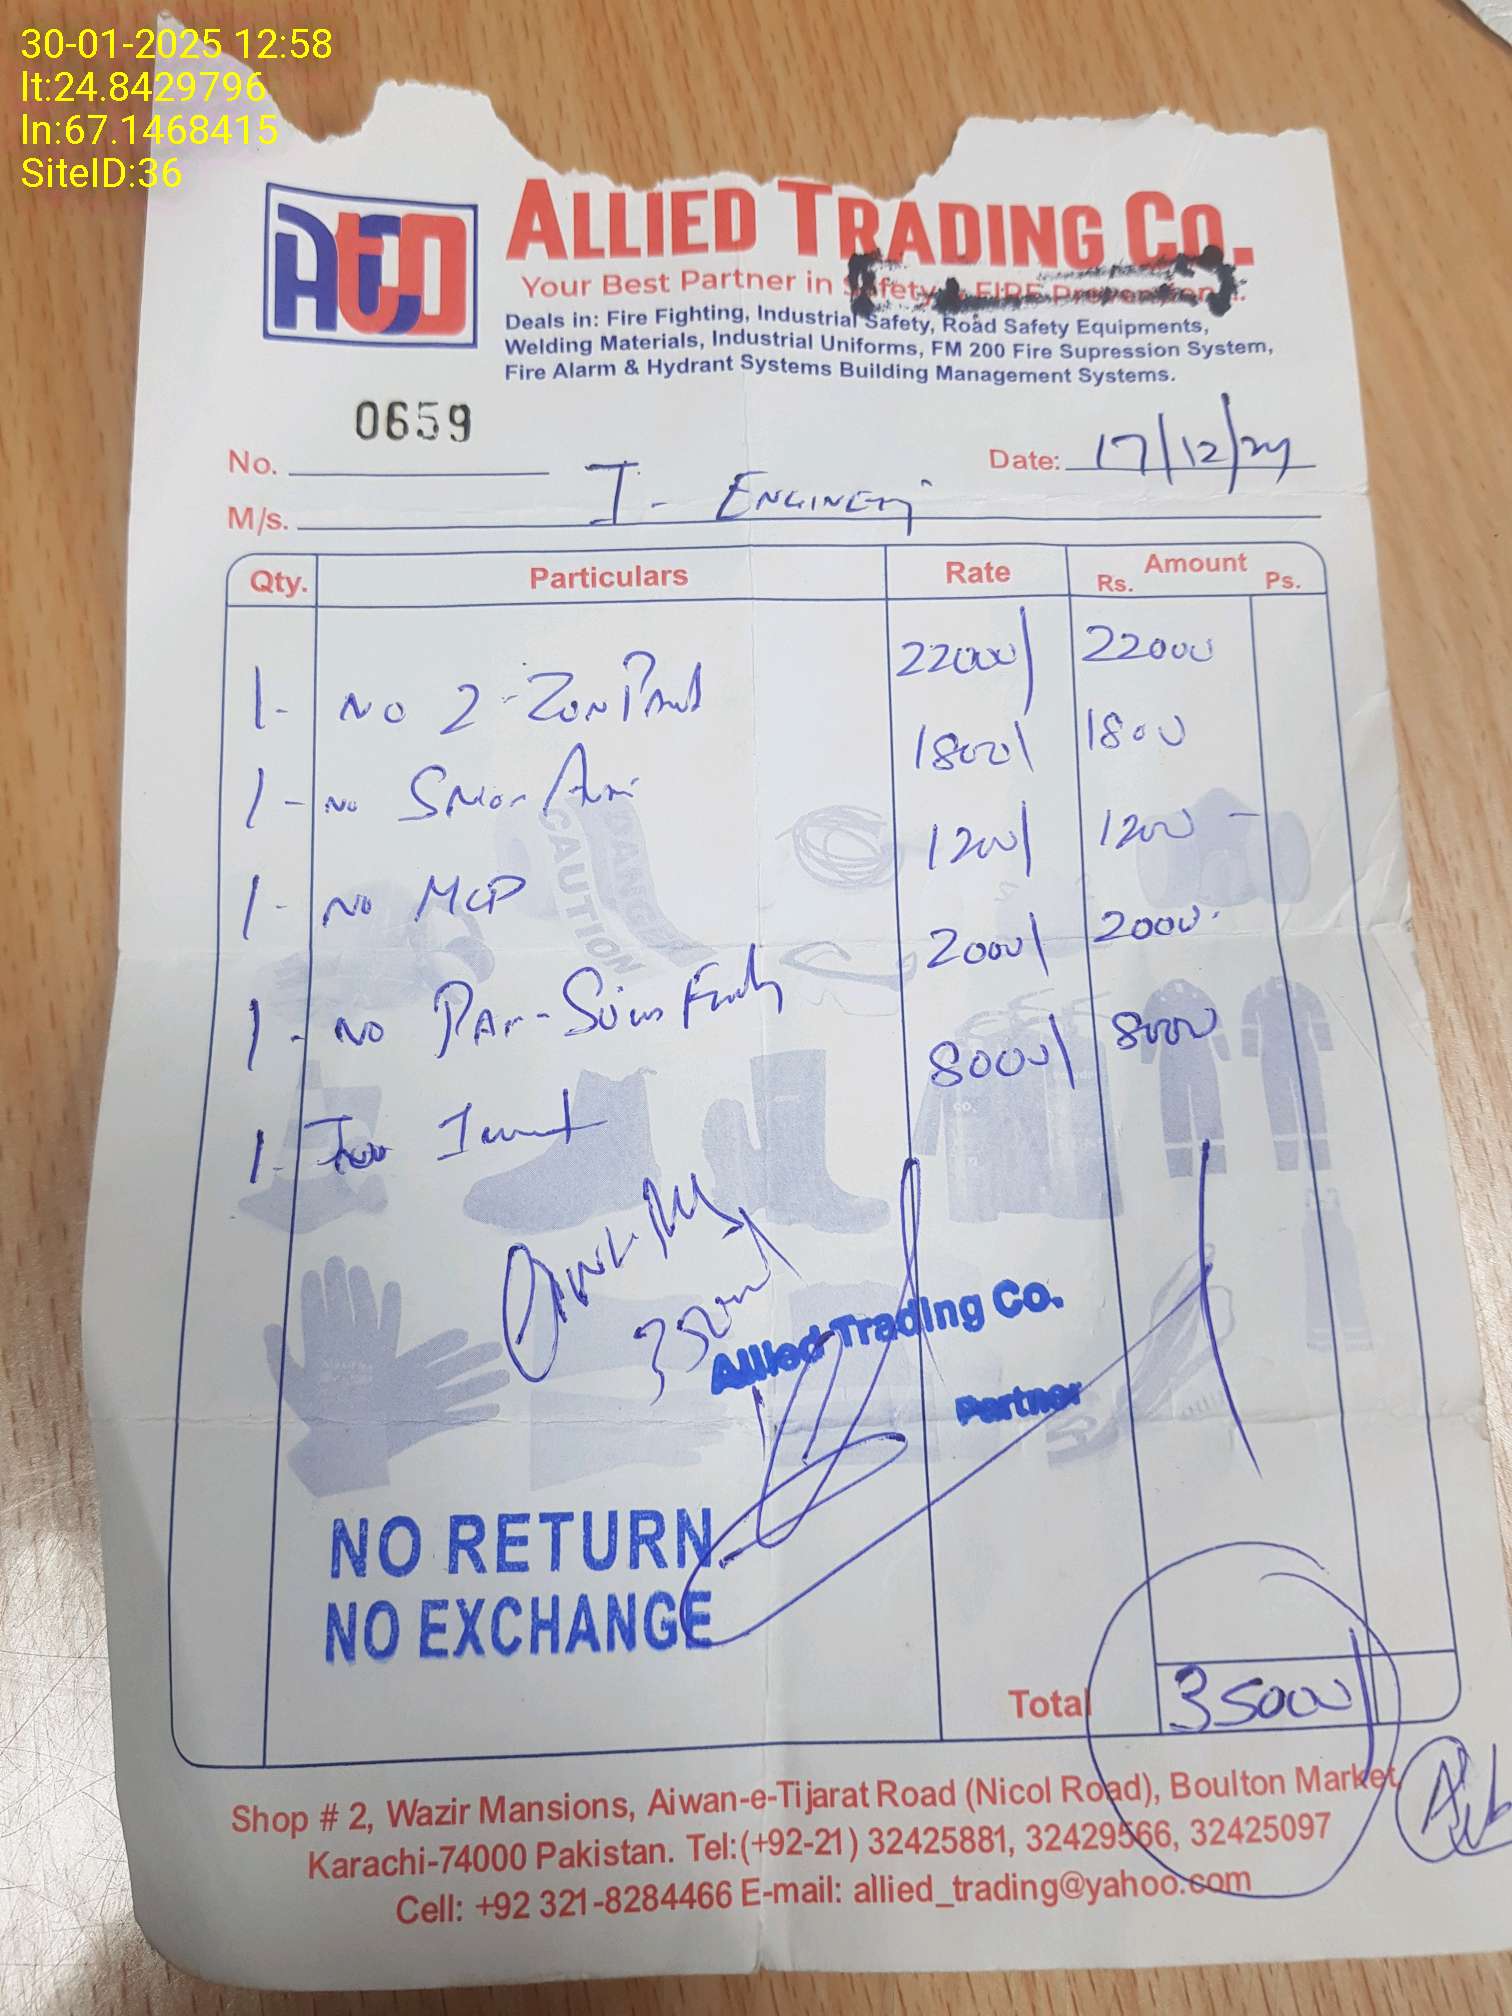 30-01-2025 12:58
lt:24.8429796
ln:67.1468415
SiteID:36
ATCO
ALLIED TRADING CO.
Your Best Partner in Safety & FIRE Prevention.
Deals in: Fire Fighting, Industrial Safety, Road Safety Equipments,
Welding Materials, Industrial Uniforms, FM 200 Fire Supression System,
Fire Alarm & Hydrant Systems Building Management Systems.
0659
No. Date: 17/12/24
M/s. I-
Qty. Particulars Rate Amount
Rs. Ps.
1- NO 2-Zon 22000/ 22000
1- NO 1800/ 1800
1- NO MCP 1200/ 1200 -
1- NO 2000/ 2000
1- 8000/ 8000
CAUTION
DANGER
35000/
Allied Trading Co.
Partner
NO RETURN
NO EXCHANGE
Total 35000/
Shop # 2, Wazir Mansions, Aiwan-e-Tijarat Road (Nicol Road), Boulton Market,
Karachi-74000 Pakistan. Tel:(+92-21) 32425881, 32429566, 32425097
Cell: +92 321-8284466 E-mail: allied_trading@yahoo.com